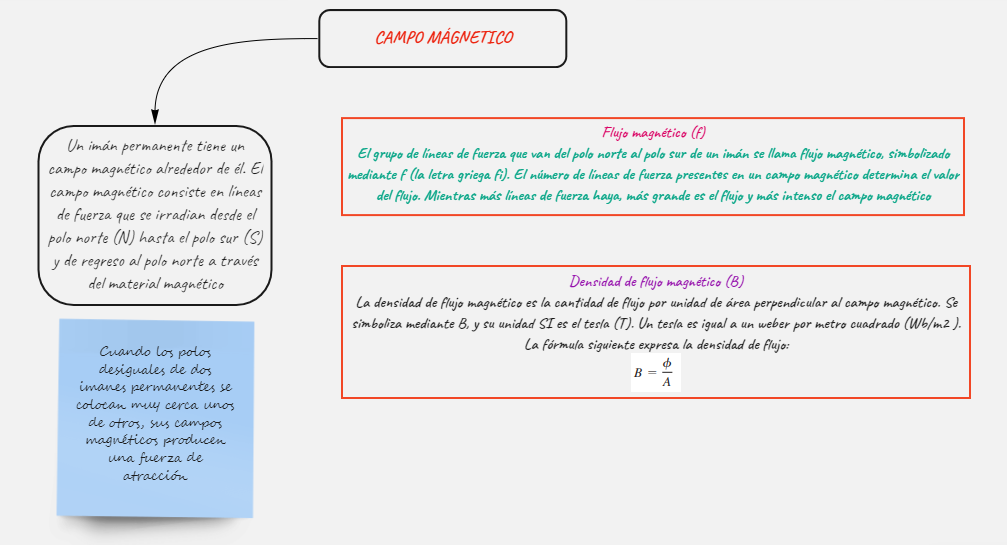 CAMPO MÁGNETICO
Un imán permanente tiene un
campo magnético alrededor de él. El
campo magnético consiste en líneas
de fuerza que se irradian desde el
polo norte (N) hasta el polo sur (S)
y de regreso al polo norte a través
del material magnético
Cuando los polos
desiguales de dos
imanes permanentes se
colocan muy cerca unos
de otros, sus campos
magnéticos producen
una fuerza de
atracción
Flujo magnético (f)
El grupo de líneas de fuerza que van del polo norte al polo sur de un imán se llama flujo magnético, simbolizado
mediante f (la letra griega fi). El número de líneas de fuerza presentes en un campo magnético determina el valor
del flujo. Mientras más líneas de fuerza haya, más grande es el flujo y más intenso el campo magnético
Densidad de flujo magnético (B)
La densidad de flujo magnético es la cantidad de flujo por unidad de área perpendicular al campo magnético. Se
simboliza mediante B, y su unidad SI es el tesla (T). Un tesla es igual a un weber por metro cuadrado (Wb/m2 ).
La fórmula siguiente expresa la densidad de flujo:
B = ϕ/A